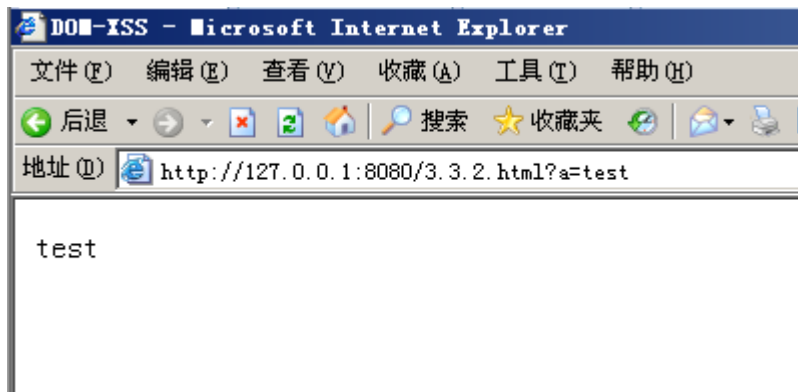 DOM-XSS - Microsoft Internet Explorer
文件(F) 编辑(E) 查看(V) 收藏(A) 工具(T) 帮助(H)
后退 搜索 收藏夹
地址(D) http://127.0.0.1:8080/3.3.2.html?a=test
test